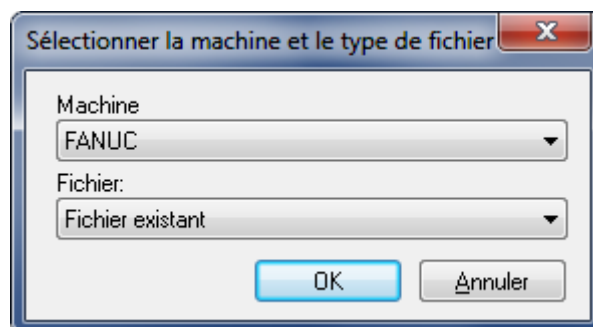 Sélectionner la machine et le type de fichier
Machine
FANUC
Fichier:
Fichier existant
OK
Annuler